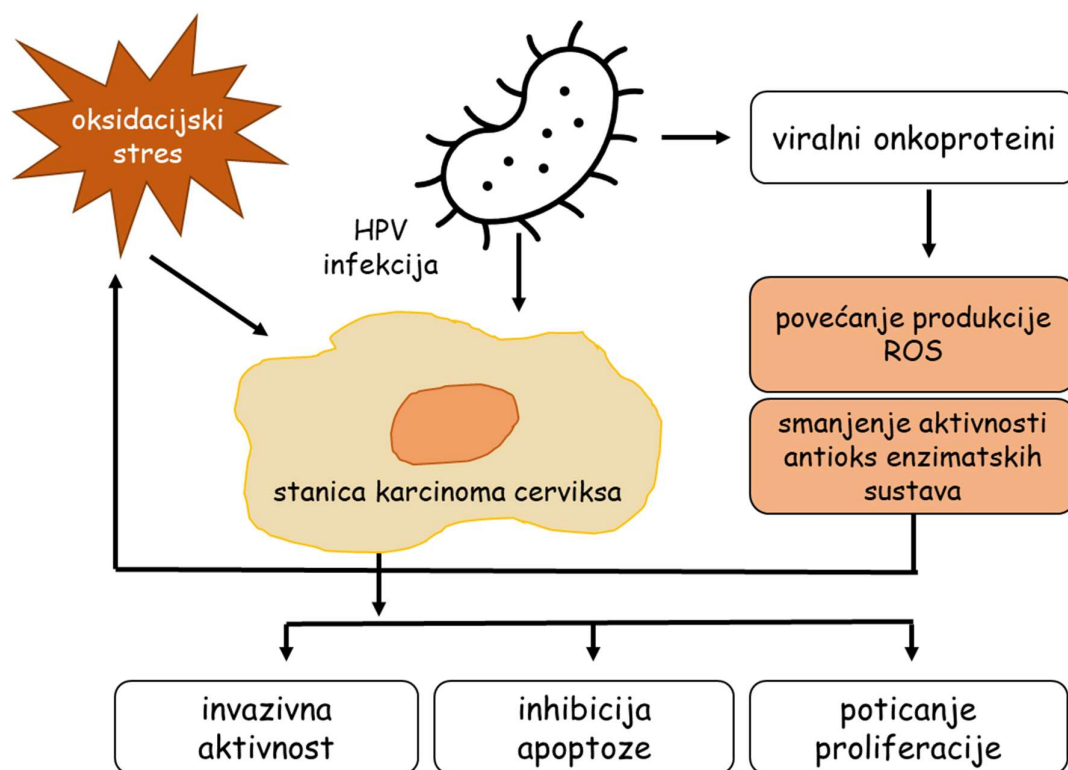 oksidacijski
stres
HPV
infekcija
viralni onkoproteini
povećanje produkcije
ROS
smanjenje aktivnosti
antioks enzimatskih
sustava
stanica karcinoma cerviksa
invazivna
aktivnost
inhibicija
apoptoze
poticanje
proliferacije